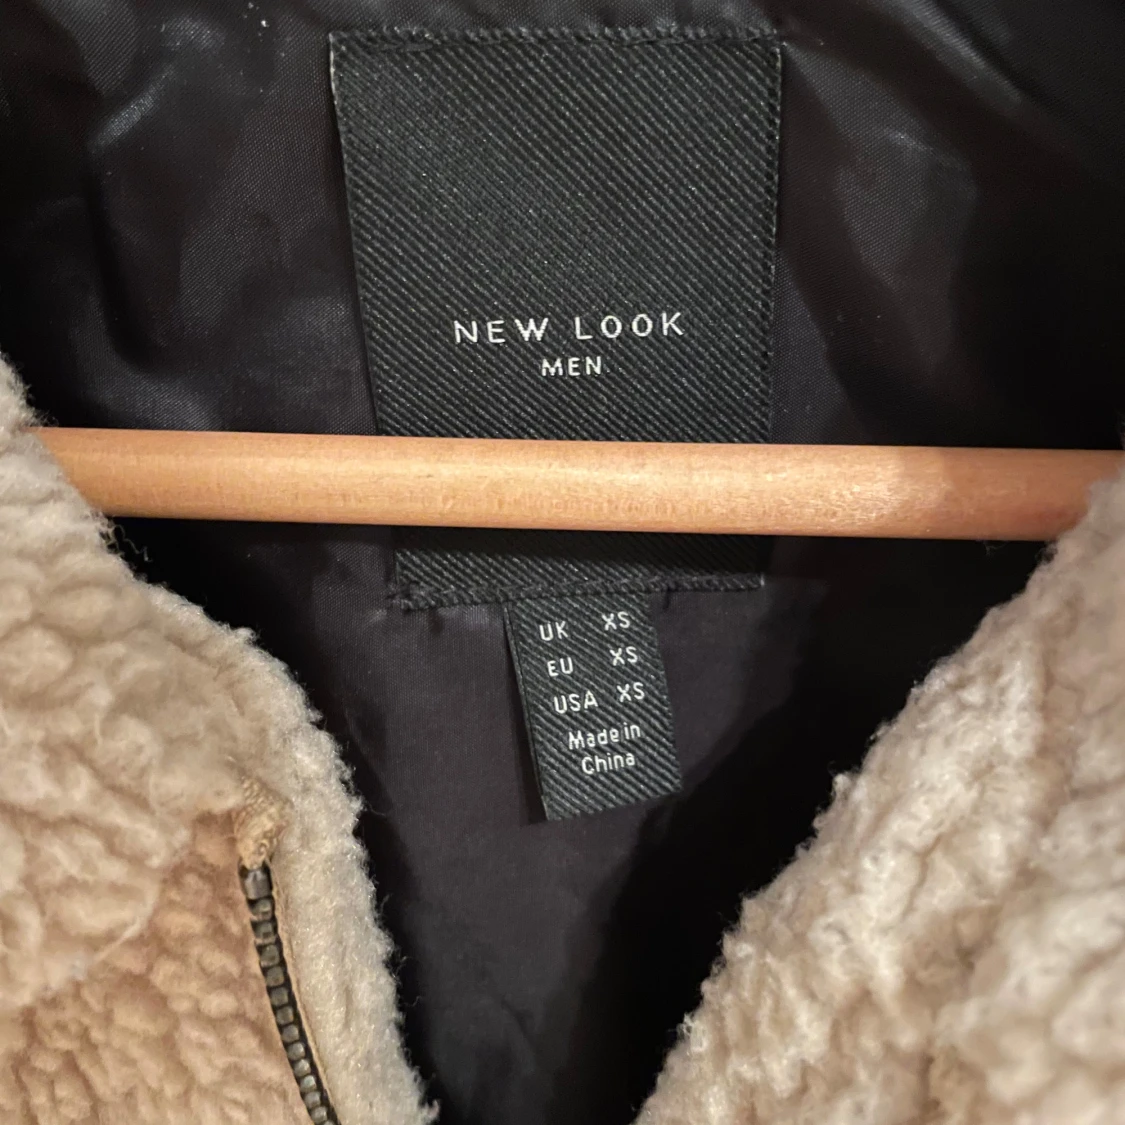 NEW LOOK
MEN
UK XS
EU XS
USA XS
Made in
China